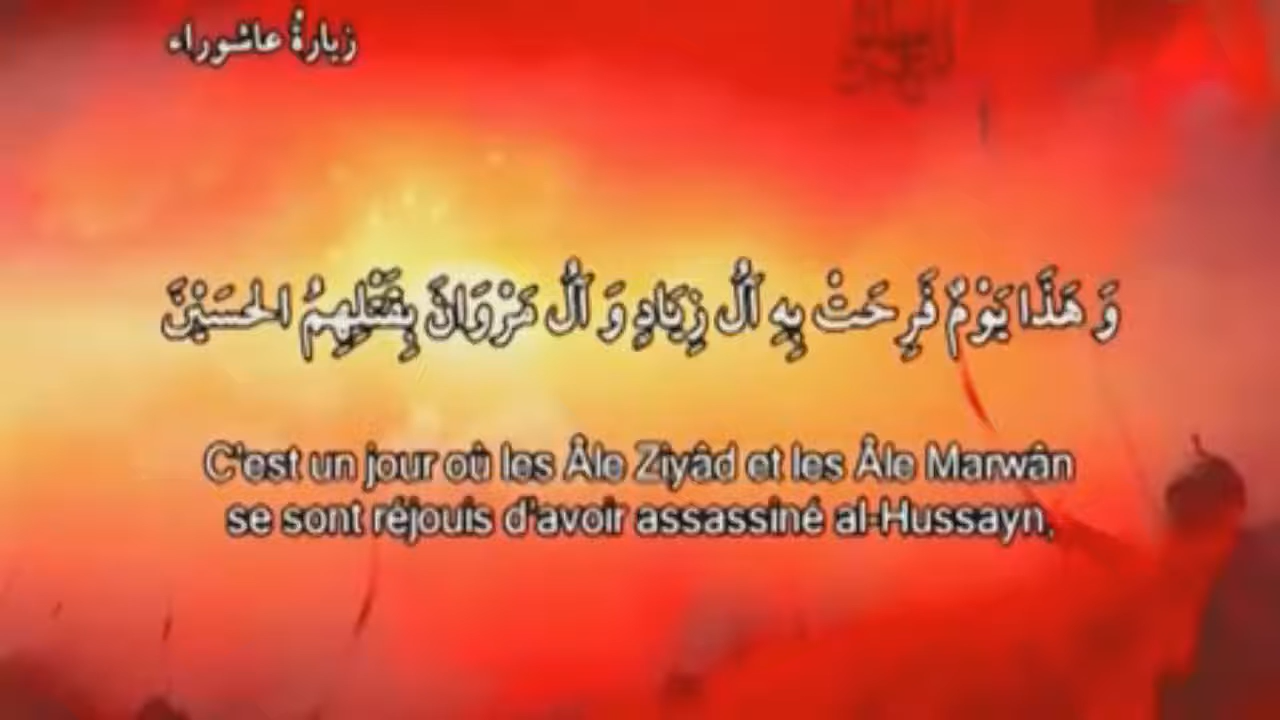 زيارةُ عاشوراء
وَ هَذَا يَوْمٌ فَرِحَتْ بِهِ آلُ زِيَادٍ وَ آلُ مَرْوَانَ بِقَتْلِهِمُ الحُسَيْنَ
C'est un jour où les Âle Ziyâd et les Âle Marwân
se sont réjouis d'avoir assassiné al-Hussayn,